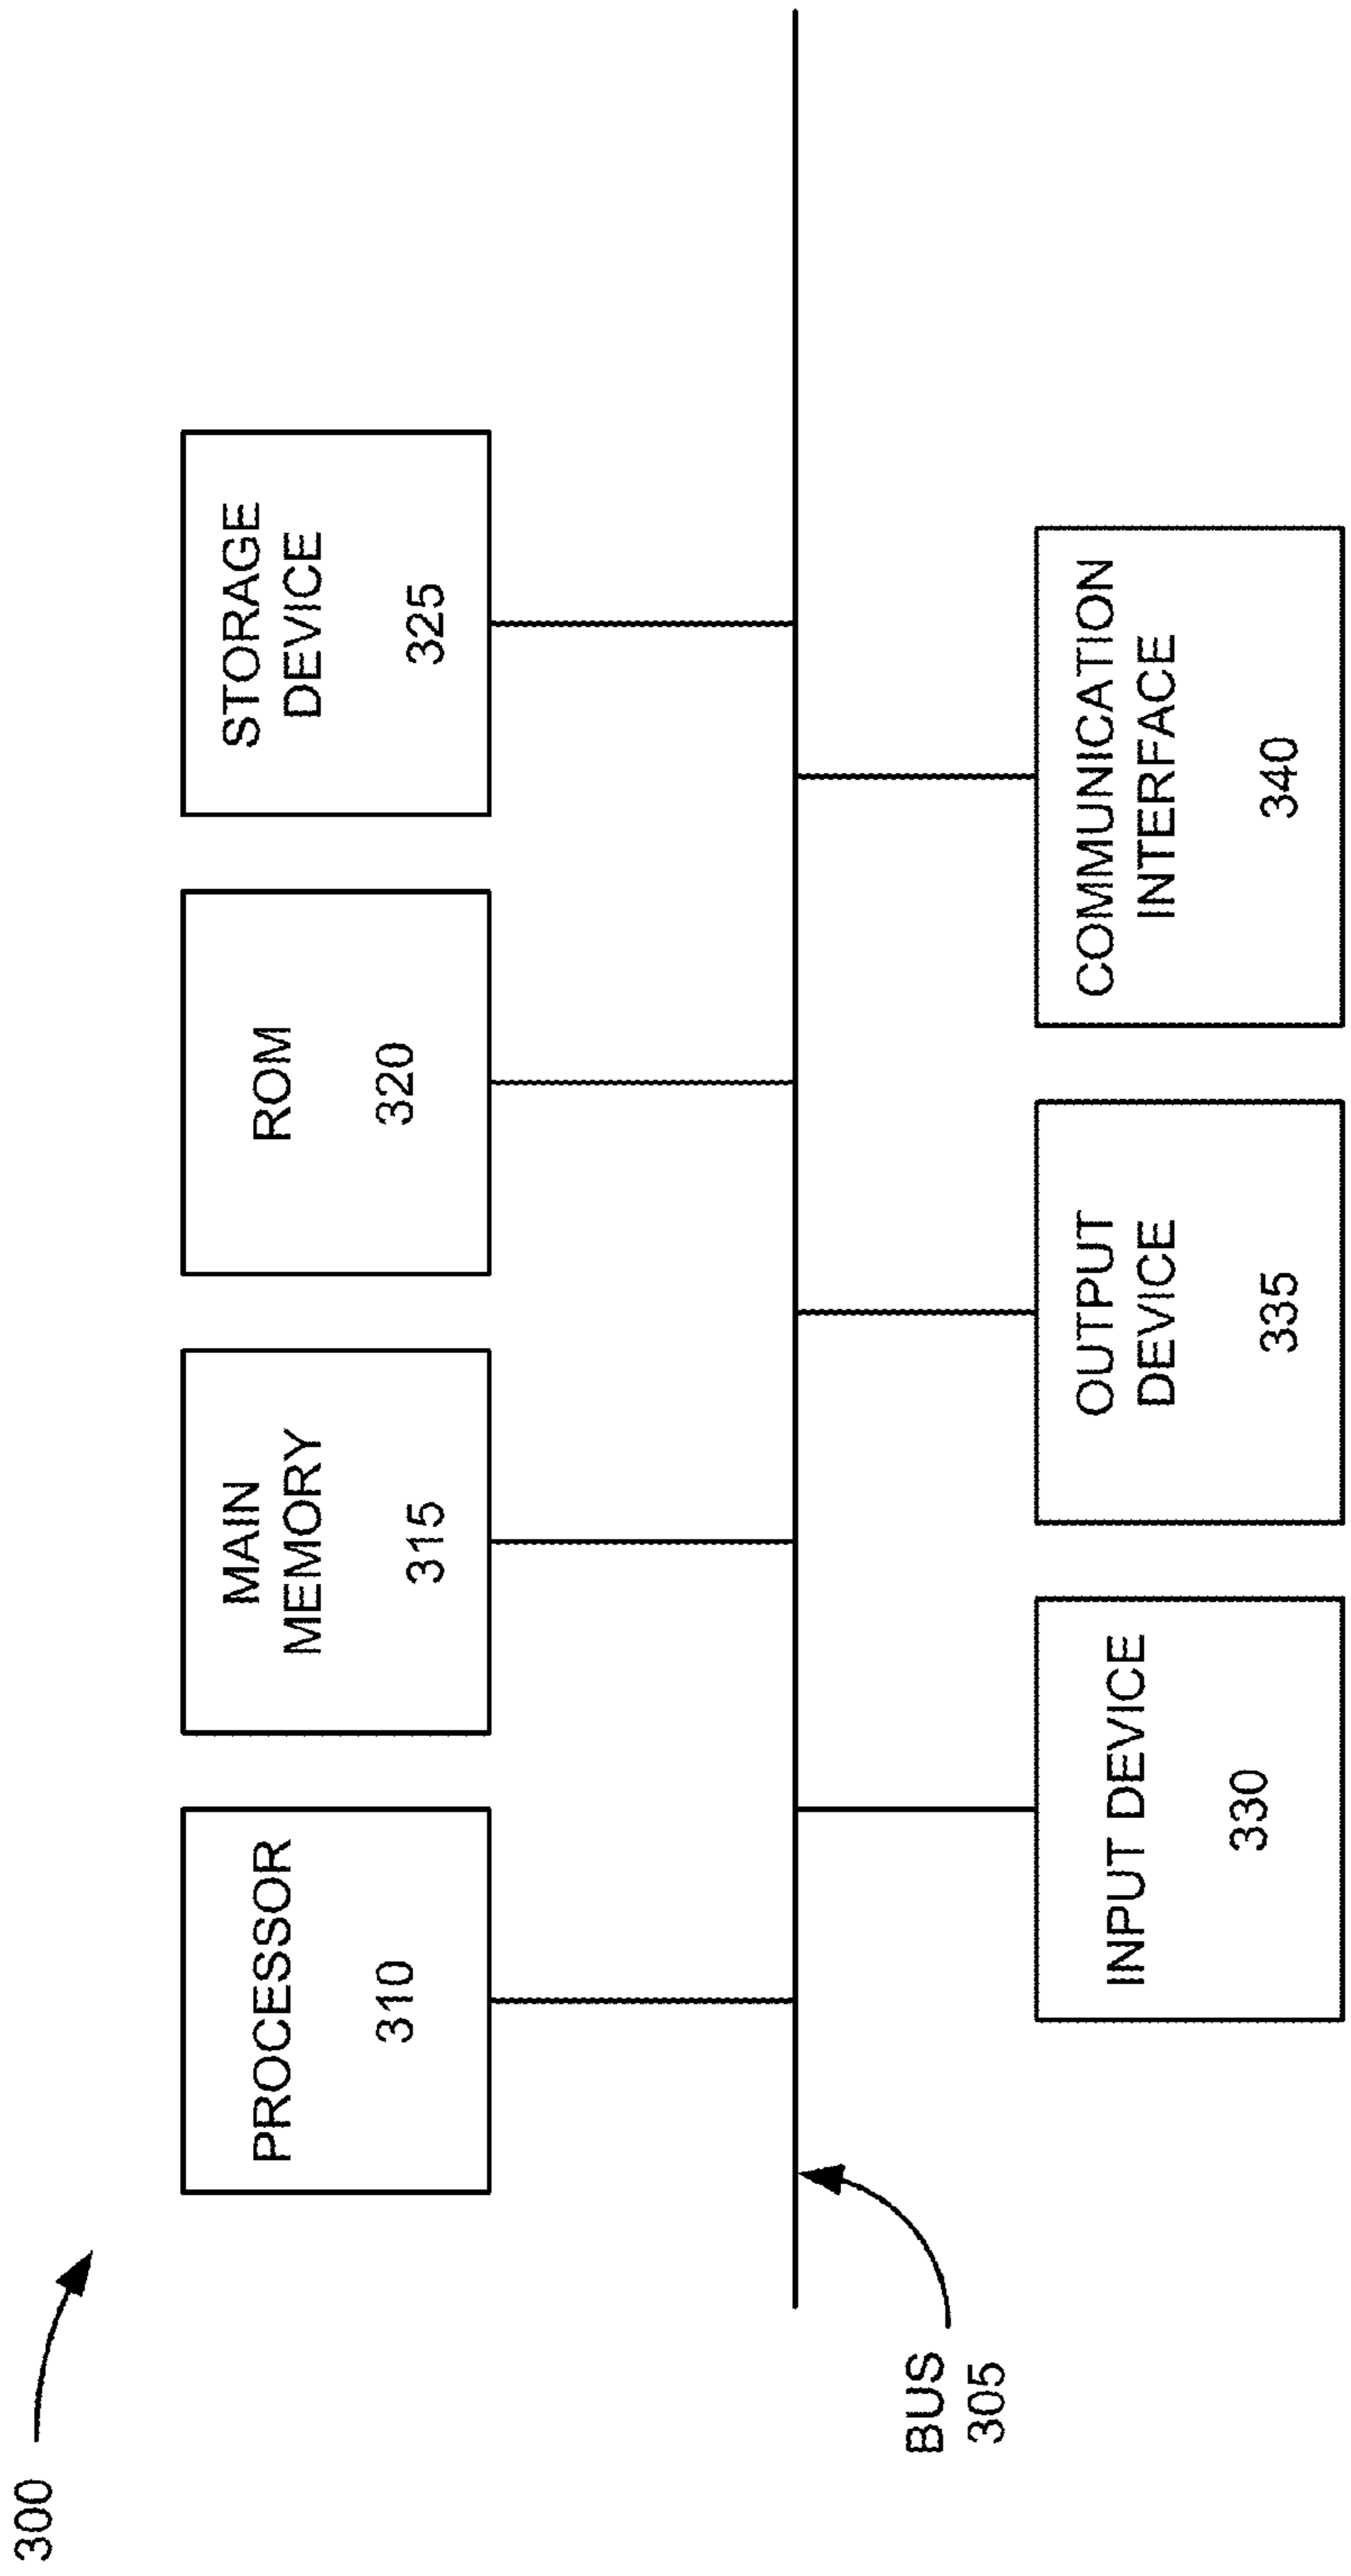 300
PROCESSOR
310
MAIN
MEMORY
315
ROM
320
STORAGE
DEVICE
325
BUS
305
INPUT DEVICE
330
OUTPUT
DEVICE
335
COMMUNICATION
INTERFACE
340